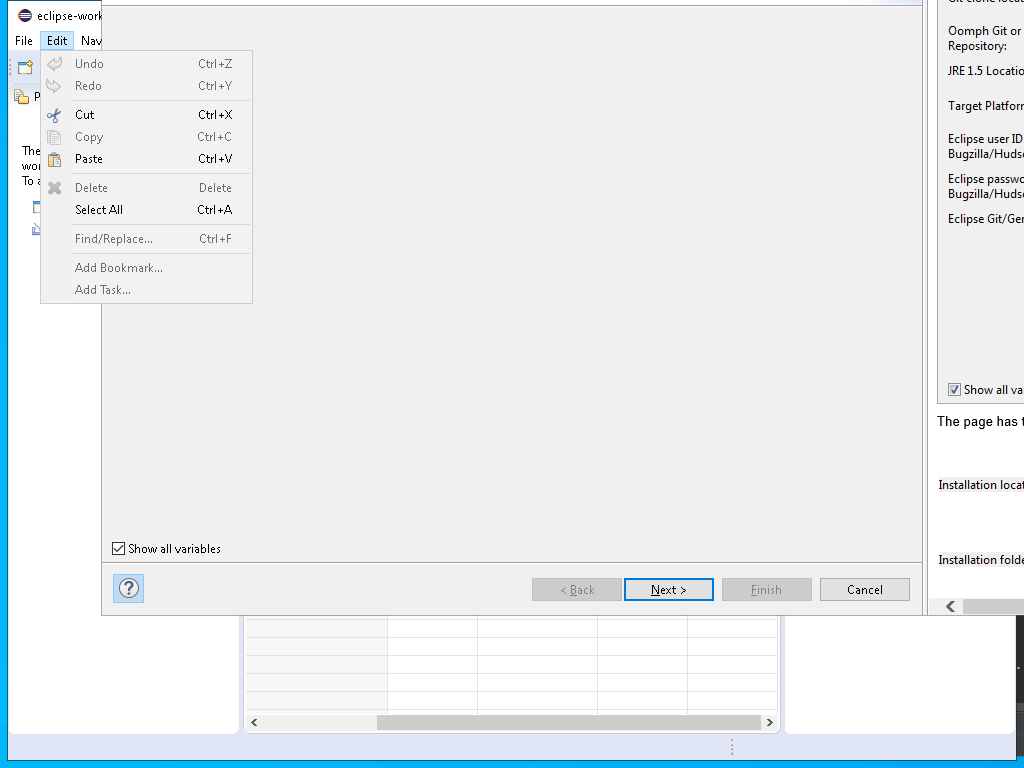 eclipse-work
File Edit Nav
Undo Ctrl+Z
Redo Ctrl+Y
Cut Ctrl+X
Copy Ctrl+C
Paste Ctrl+V
Delete Delete
Select All Ctrl+A
Find/Replace... Ctrl+F
Add Bookmark...
Add Task...
P
The
wor
To a
Show all variables
< Back
Next >
Finish
Cancel
Oomph Git or
Repository:
JRE 1.5 Locatio
Target Platforr
Eclipse user ID
Bugzilla/Huds
Eclipse passwo
Bugzilla/Huds
Eclipse Git/Ger
Show all va
The page has t
Installation locat
Installation folde